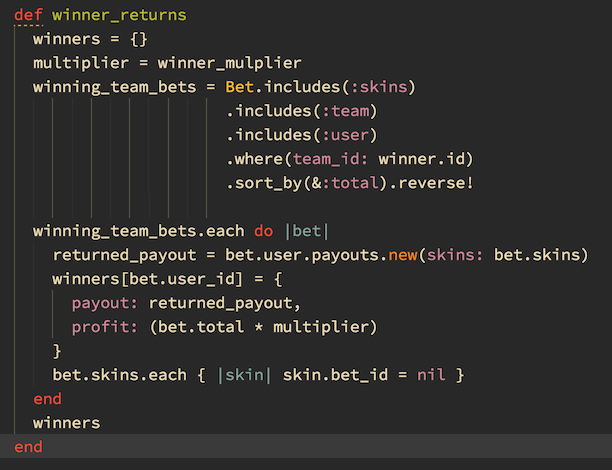 def winner_returns
winners = {}
multiplier = winner_mulplier
winning_team_bets = Bet.includes(:skins)
.includes(:team)
.includes(:user)
.where(team_id: winner.id)
.sort_by(&:total).reverse!
winning_team_bets.each do |bet|
returned_payout = bet.user.payouts.new(skins: bet.skins)
winners[bet.user_id] = {
payout: returned_payout,
profit: (bet.total * multiplier)
}
bet.skins.each { |skin| skin.bet_id = nil }
end
winners
end